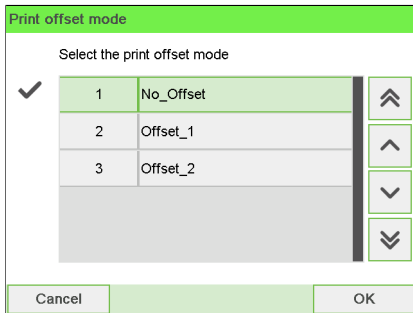 Print offset mode
Select the print offset mode
1 No_Offset
2 Offset_1
3 Offset_2
Cancel OK